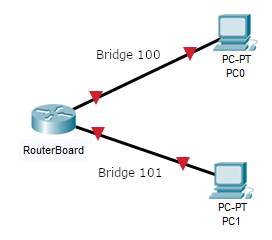 Bridge 100
PC-PT
PC0
RouterBoard
Bridge 101
PC-PT
PC1